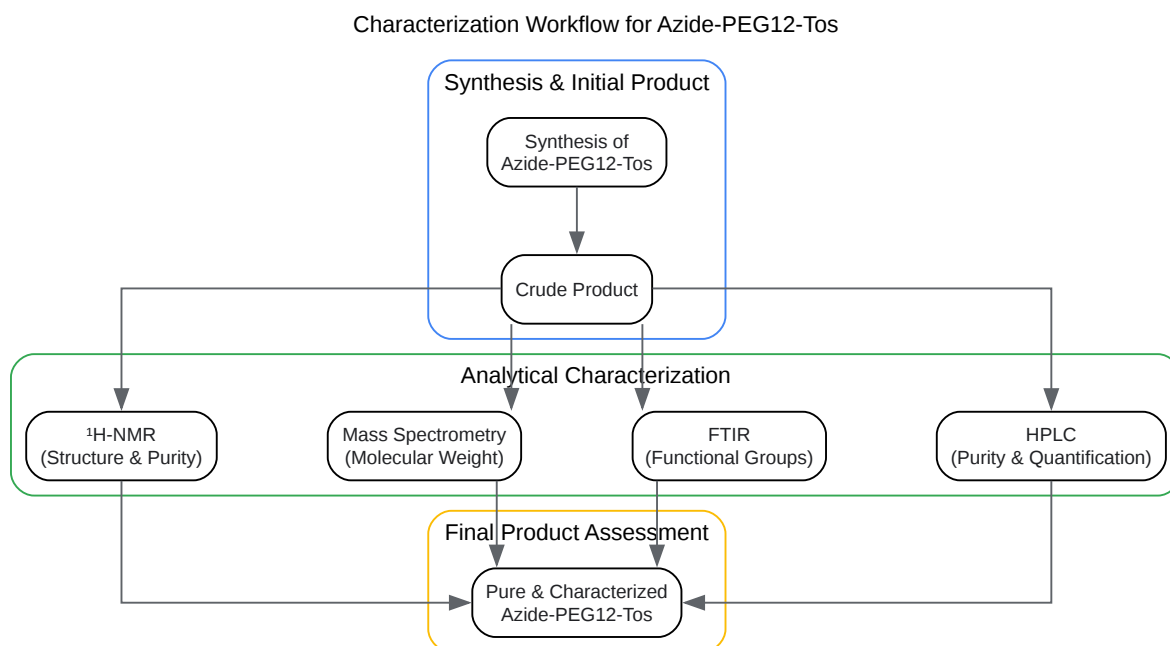 Characterization Workflow for Azide-PEG12-Tos
Synthesis & Initial Product
Synthesis of
Azide-PEG12-Tos
Crude Product
Analytical Characterization
¹H-NMR
(Structure & Purity)
Mass Spectrometry
(Molecular Weight)
FTIR
(Functional Groups)
HPLC
(Purity & Quantification)
Final Product Assessment
Pure & Characterized
Azide-PEG12-Tos